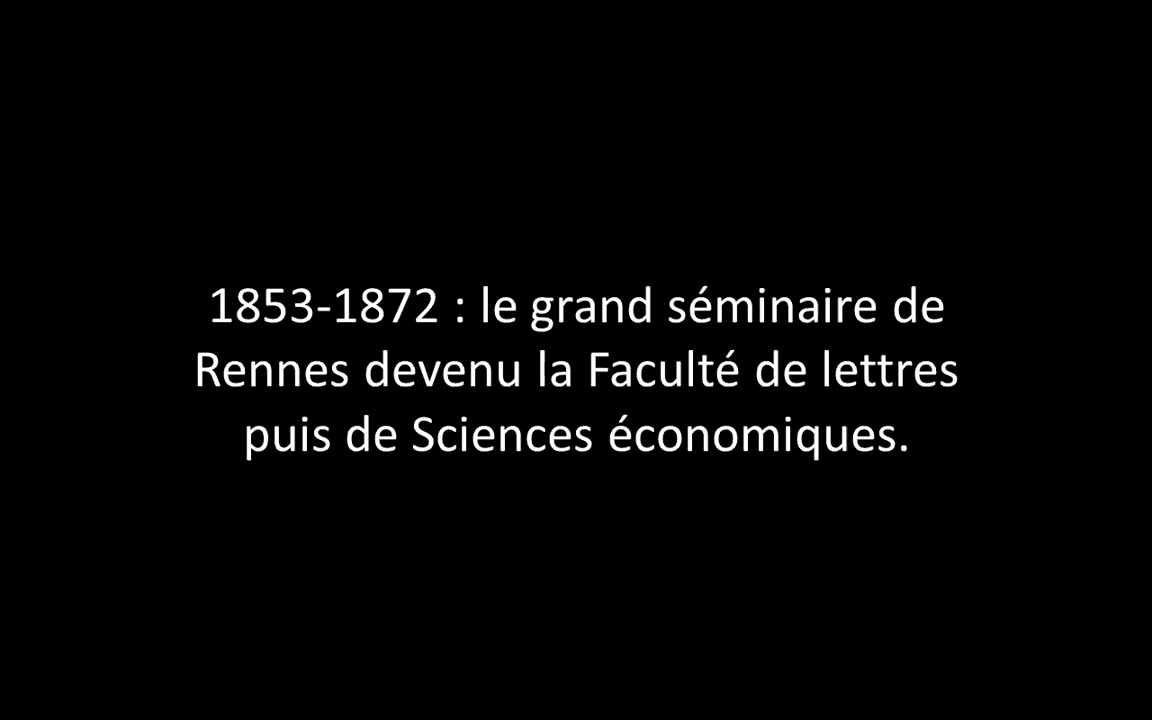 1853-1872 : le grand séminaire de
Rennes devenu la Faculté de lettres
puis de Sciences économiques.